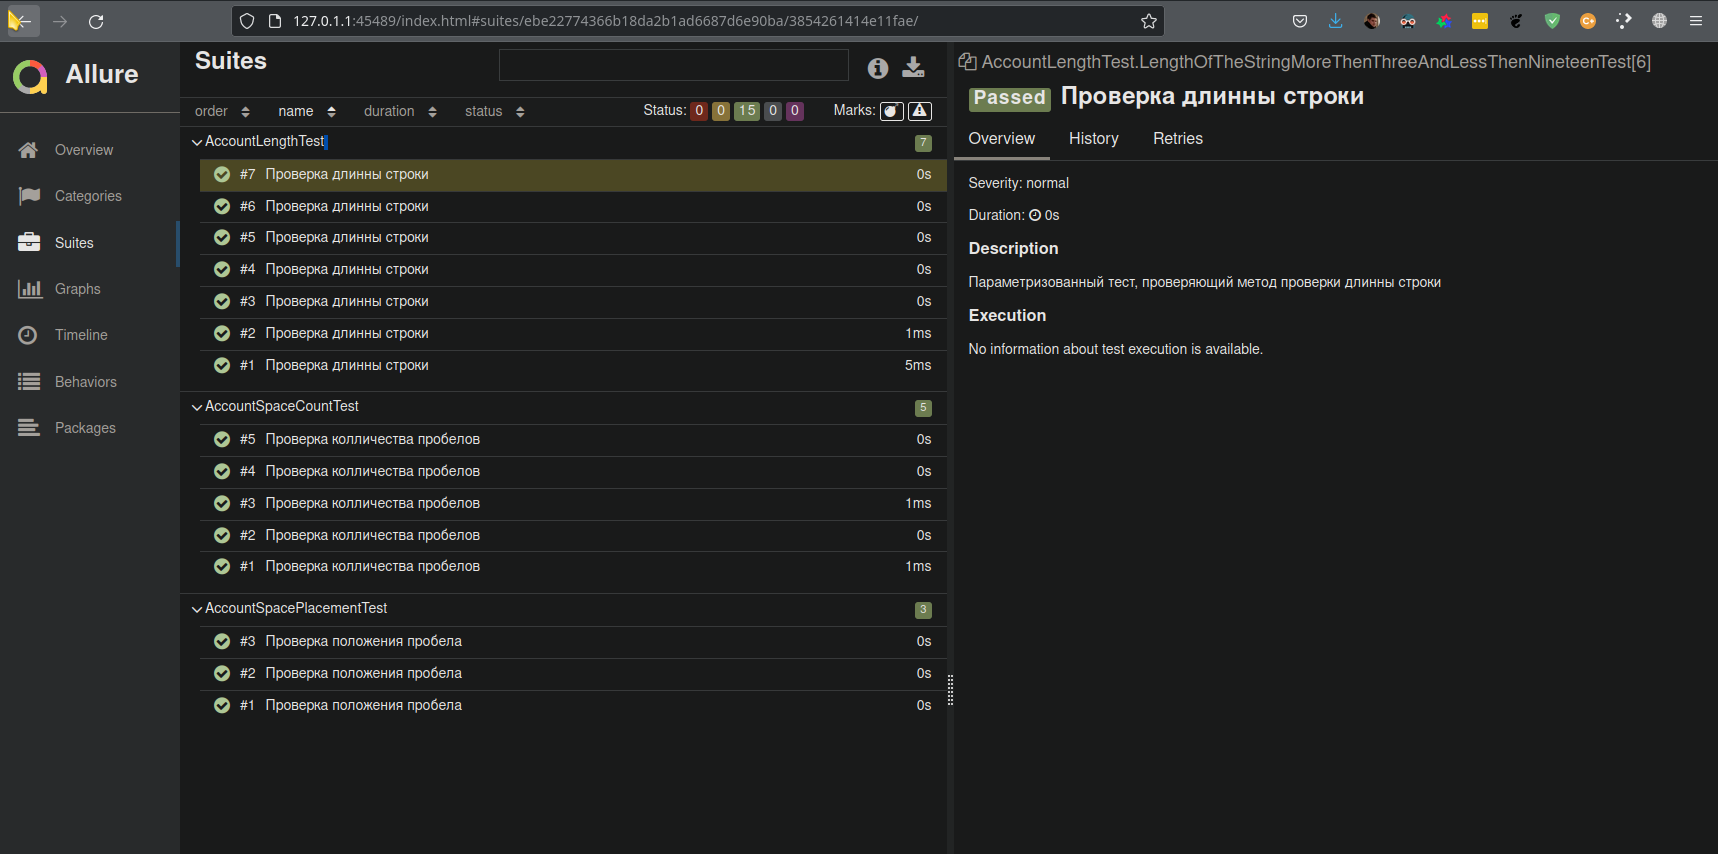 127.0.1.1:45489/index.html#suites/ebe22774366b18da2b1ad6687d6e90ba/3854261414e11fae/
Allure
Overview
Categories
Suites
Graphs
Timeline
Behaviors
Packages
Suites
order name duration status Status: 0 0 15 0 0 Marks:
AccountLengthTest 7
#7 Проверка длинны строки 0s
#6 Проверка длинны строки 0s
#5 Проверка длинны строки 0s
#4 Проверка длинны строки 0s
#3 Проверка длинны строки 0s
#2 Проверка длинны строки 1ms
#1 Проверка длинны строки 5ms
AccountSpaceCountTest 5
#5 Проверка колличества пробелов 0s
#4 Проверка колличества пробелов 0s
#3 Проверка колличества пробелов 1ms
#2 Проверка колличества пробелов 0s
#1 Проверка колличества пробелов 1ms
AccountSpacePlacementTest 3
#3 Проверка положения пробела 0s
#2 Проверка положения пробела 0s
#1 Проверка положения пробела 0s
AccountLengthTest.LengthOfTheStringMoreThenThreeAndLessThenNineteenTest[6]
Passed Проверка длинны строки
Overview History Retries
Severity: normal
Duration: 0s
Description
Параметризованный тест, проверяющий метод проверки длинны строки
Execution
No information about test execution is available.